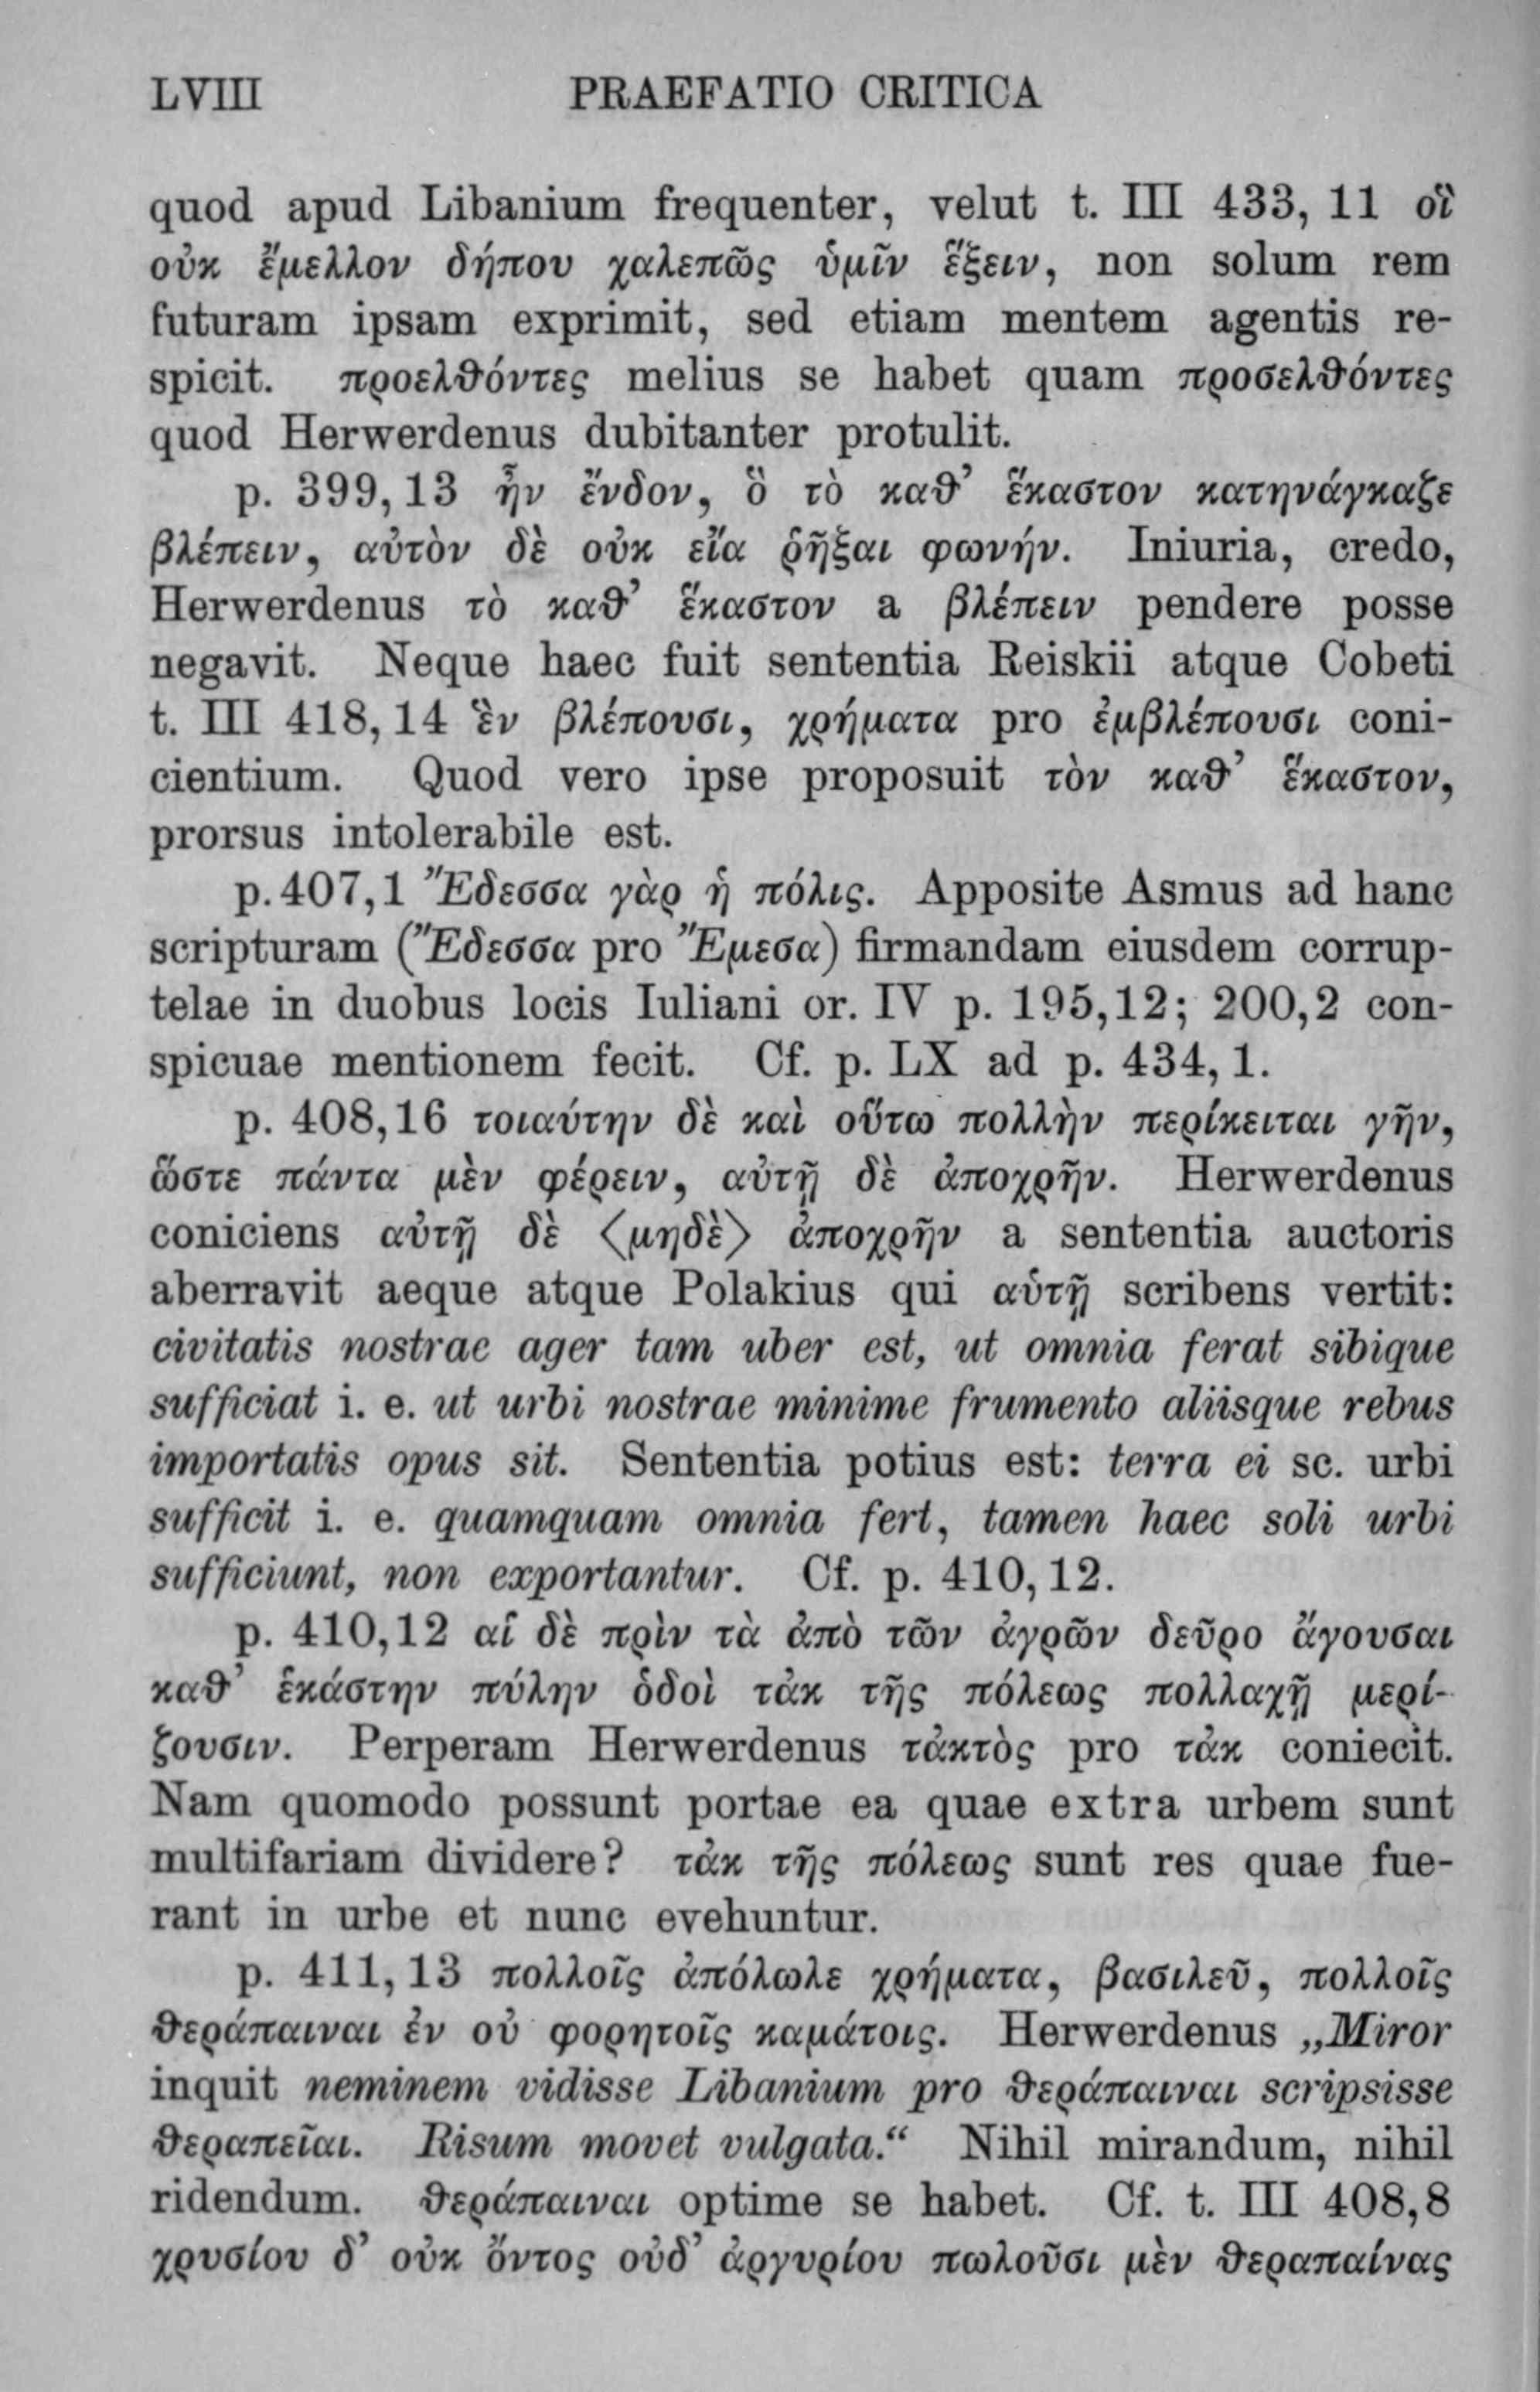 LVIII PRAEFATIO CRITICA
quod apud Libanium frequenter, velut t. III 433, 11 οἳ
οὐκ ἔμελλον δήπου χαλεπῶς ὑμῖν ἕξειν, non solum rem
futuram ipsam exprimit, sed etiam mentem agentis re-
spicit. προελθόντες melius se habet quam προσελθόντες
quod Herwerdenus dubitanter protulit.
p. 399,13 ἦν ἔνδον, ὃ τὸ καθ’ ἕκαστον κατηνάγκαζε
βλέπειν, αὐτὸν δὲ οὐκ εἴα ῥῆξαι φωνήν. Iniuria, credo,
Herwerdenus τὸ καθ’ ἕκαστον a βλέπειν pendere posse
negavit. Neque haec fuit sententia Reiskii atque Cobeti
t. III 418,14 ἓν βλέπουσι, χρήματα pro ἐμβλέπουσι coni-
cientium. Quod vero ipse proposuit τὸν καθ’ ἕκαστον,
prorsus intolerabile est.
p. 407,1 Ἔδεσσα γὰρ ἡ πόλις. Apposite Asmus ad hanc
scripturam (Ἔδεσσα pro Ἔμεσα) firmandam eiusdem corrup-
telae in duobus locis Iuliani or. IV p. 195,12; 200,2 con-
spicuae mentionem fecit. Cf. p. LX ad p. 434, 1.
p. 408,16 τοιαύτην δὲ καὶ οὕτω πολλὴν περίκειται γῆν,
ὥστε πάντα μὲν φέρειν, αὐτῇ δὲ ἀποχρῆν. Herwerdenus
coniciens αὐτῇ δὲ ⟨μηδὲ⟩ ἀποχρῆν a sententia auctoris
aberravit aeque atque Polakius qui αὑτῇ scribens vertit:
civitatis nostrae ager tam uber est, ut omnia ferat sibique
sufficiat i. e. ut urbi nostrae minime frumento aliisque rebus
importatis opus sit. Sententia potius est: terra ei sc. urbi
sufficit i. e. quamquam omnia fert, tamen haec soli urbi
sufficiunt, non exportantur. Cf. p. 410, 12.
p. 410,12 αἱ δὲ πρὶν τὰ ἀπὸ τῶν ἀγρῶν δεῦρο ἄγουσαι
καθ’ ἑκάστην πύλην ὁδοὶ τἀκ τῆς πόλεως πολλαχῇ μερί-
ζουσιν. Perperam Herwerdenus τἀκτὸς pro τἀκ coniecit.
Nam quomodo possunt portae ea quae extra urbem sunt
multifariam dividere? τἀκ τῆς πόλεως sunt res quae fue-
rant in urbe et nunc evehuntur.
p. 411,13 πολλοῖς ἀπόλωλε χρήματα, βασιλεῦ, πολλοῖς
θεράπαιναι ἐν οὐ φορητοῖς καμάτοις. Herwerdenus „Miror
inquit neminem vidisse Libanium pro θεράπαιναι scripsisse
θεραπεῖαι. Risum movet vulgata.“ Nihil mirandum, nihil
ridendum. θεράπαιναι optime se habet. Cf. t. III 408,8
χρυσίου δ’ οὐκ ὄντος οὐδ’ ἀργυρίου πωλοῦσι μὲν θεραπαίνας